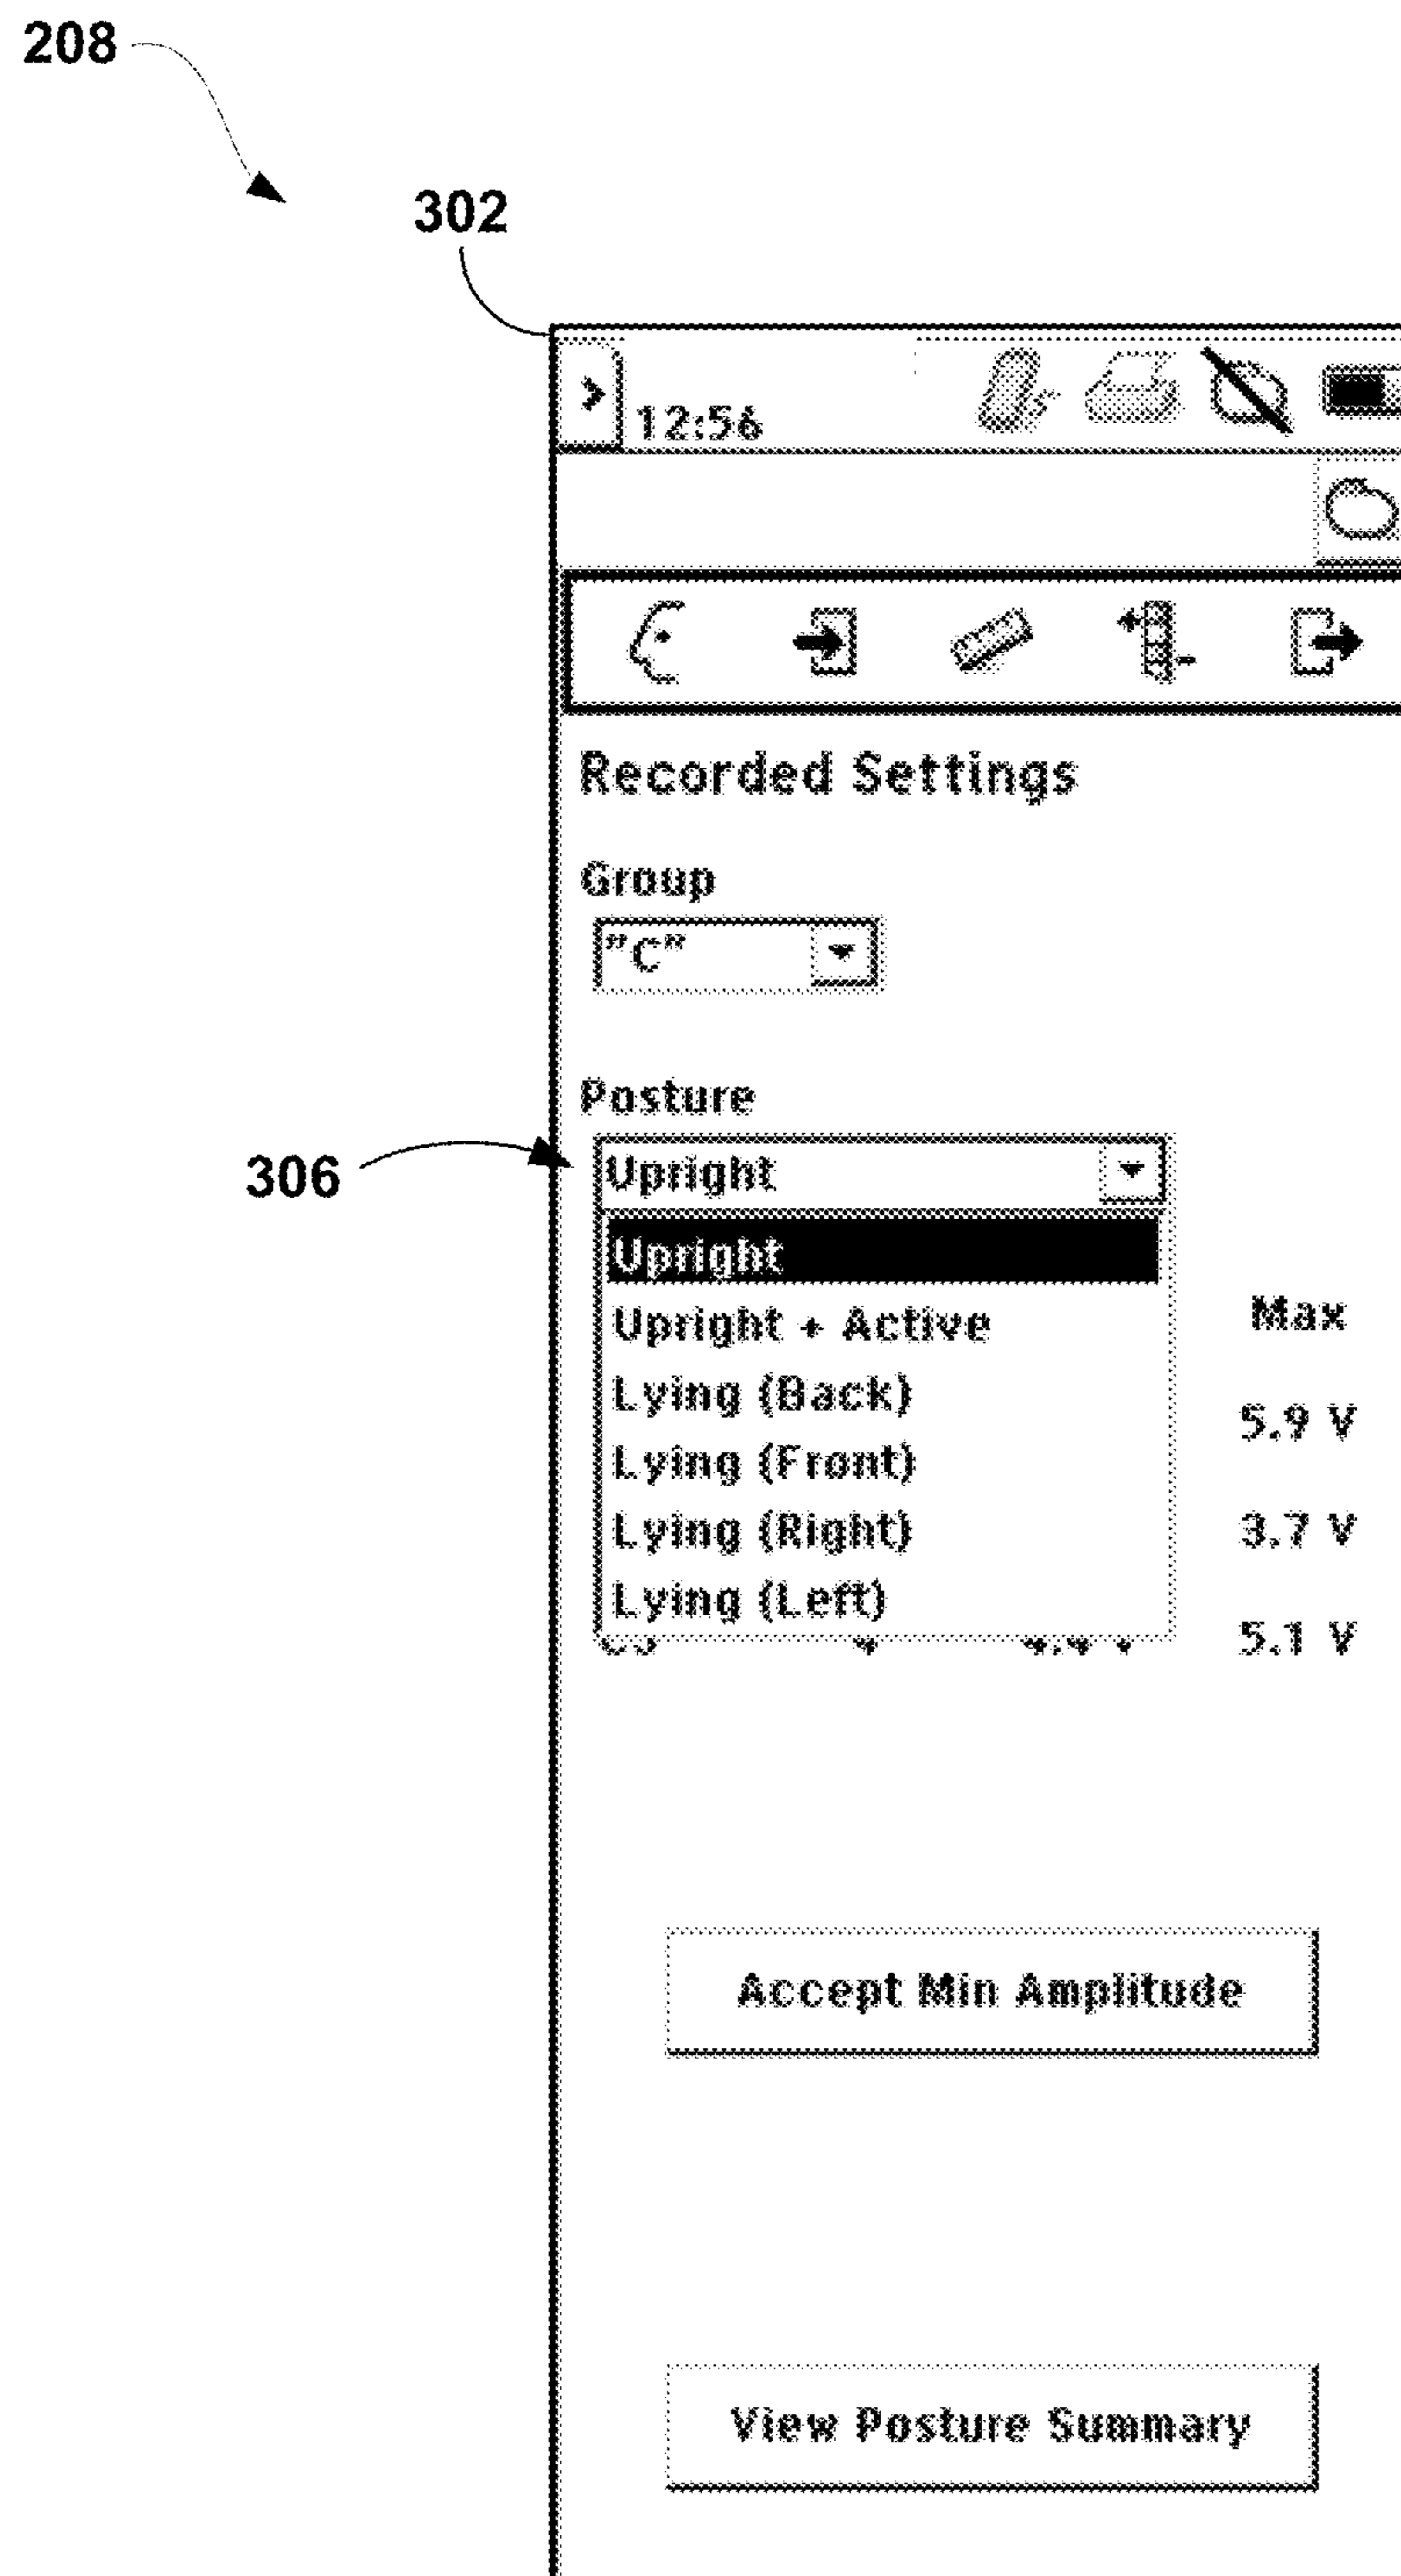 208
302
12:56
Recorded Settings
Group
"C"
Posture
306
Upright
Upright
Upright + Active
Max
Lying (Back)
5.9 V
Lying (Front)
Lying (Right)
3.7 V
Lying (Left)
5.1 V
Accept Min Amplitude
View Posture Summary